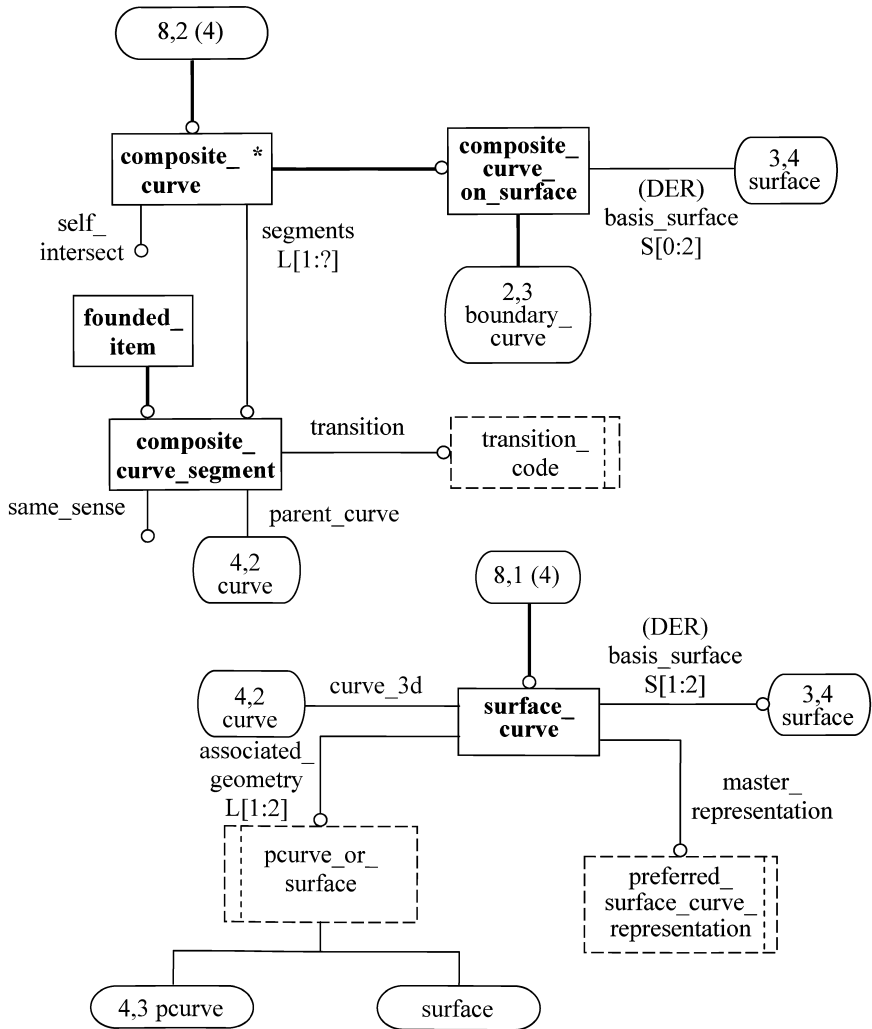 8,2 (4)
composite_ *
curve
composite_
curve_
on_surface
3,4
surface
(DER)
basis_surface
S[0:2]
self_
intersect
segments
L[1:?]
2,3
boundary_
curve
founded_
item
composite_
curve_segment
transition
transition_
code
same_sense
parent_curve
4,2
curve
8,1 (4)
(DER)
basis_surface
S[1:2]
4,2
curve
curve_3d
surface_
curve
3,4
surface
associated_
geometry
L[1:2]
master_
representation
pcurve_or_
surface
preferred_
surface_curve_
representation
4,3 pcurve
surface